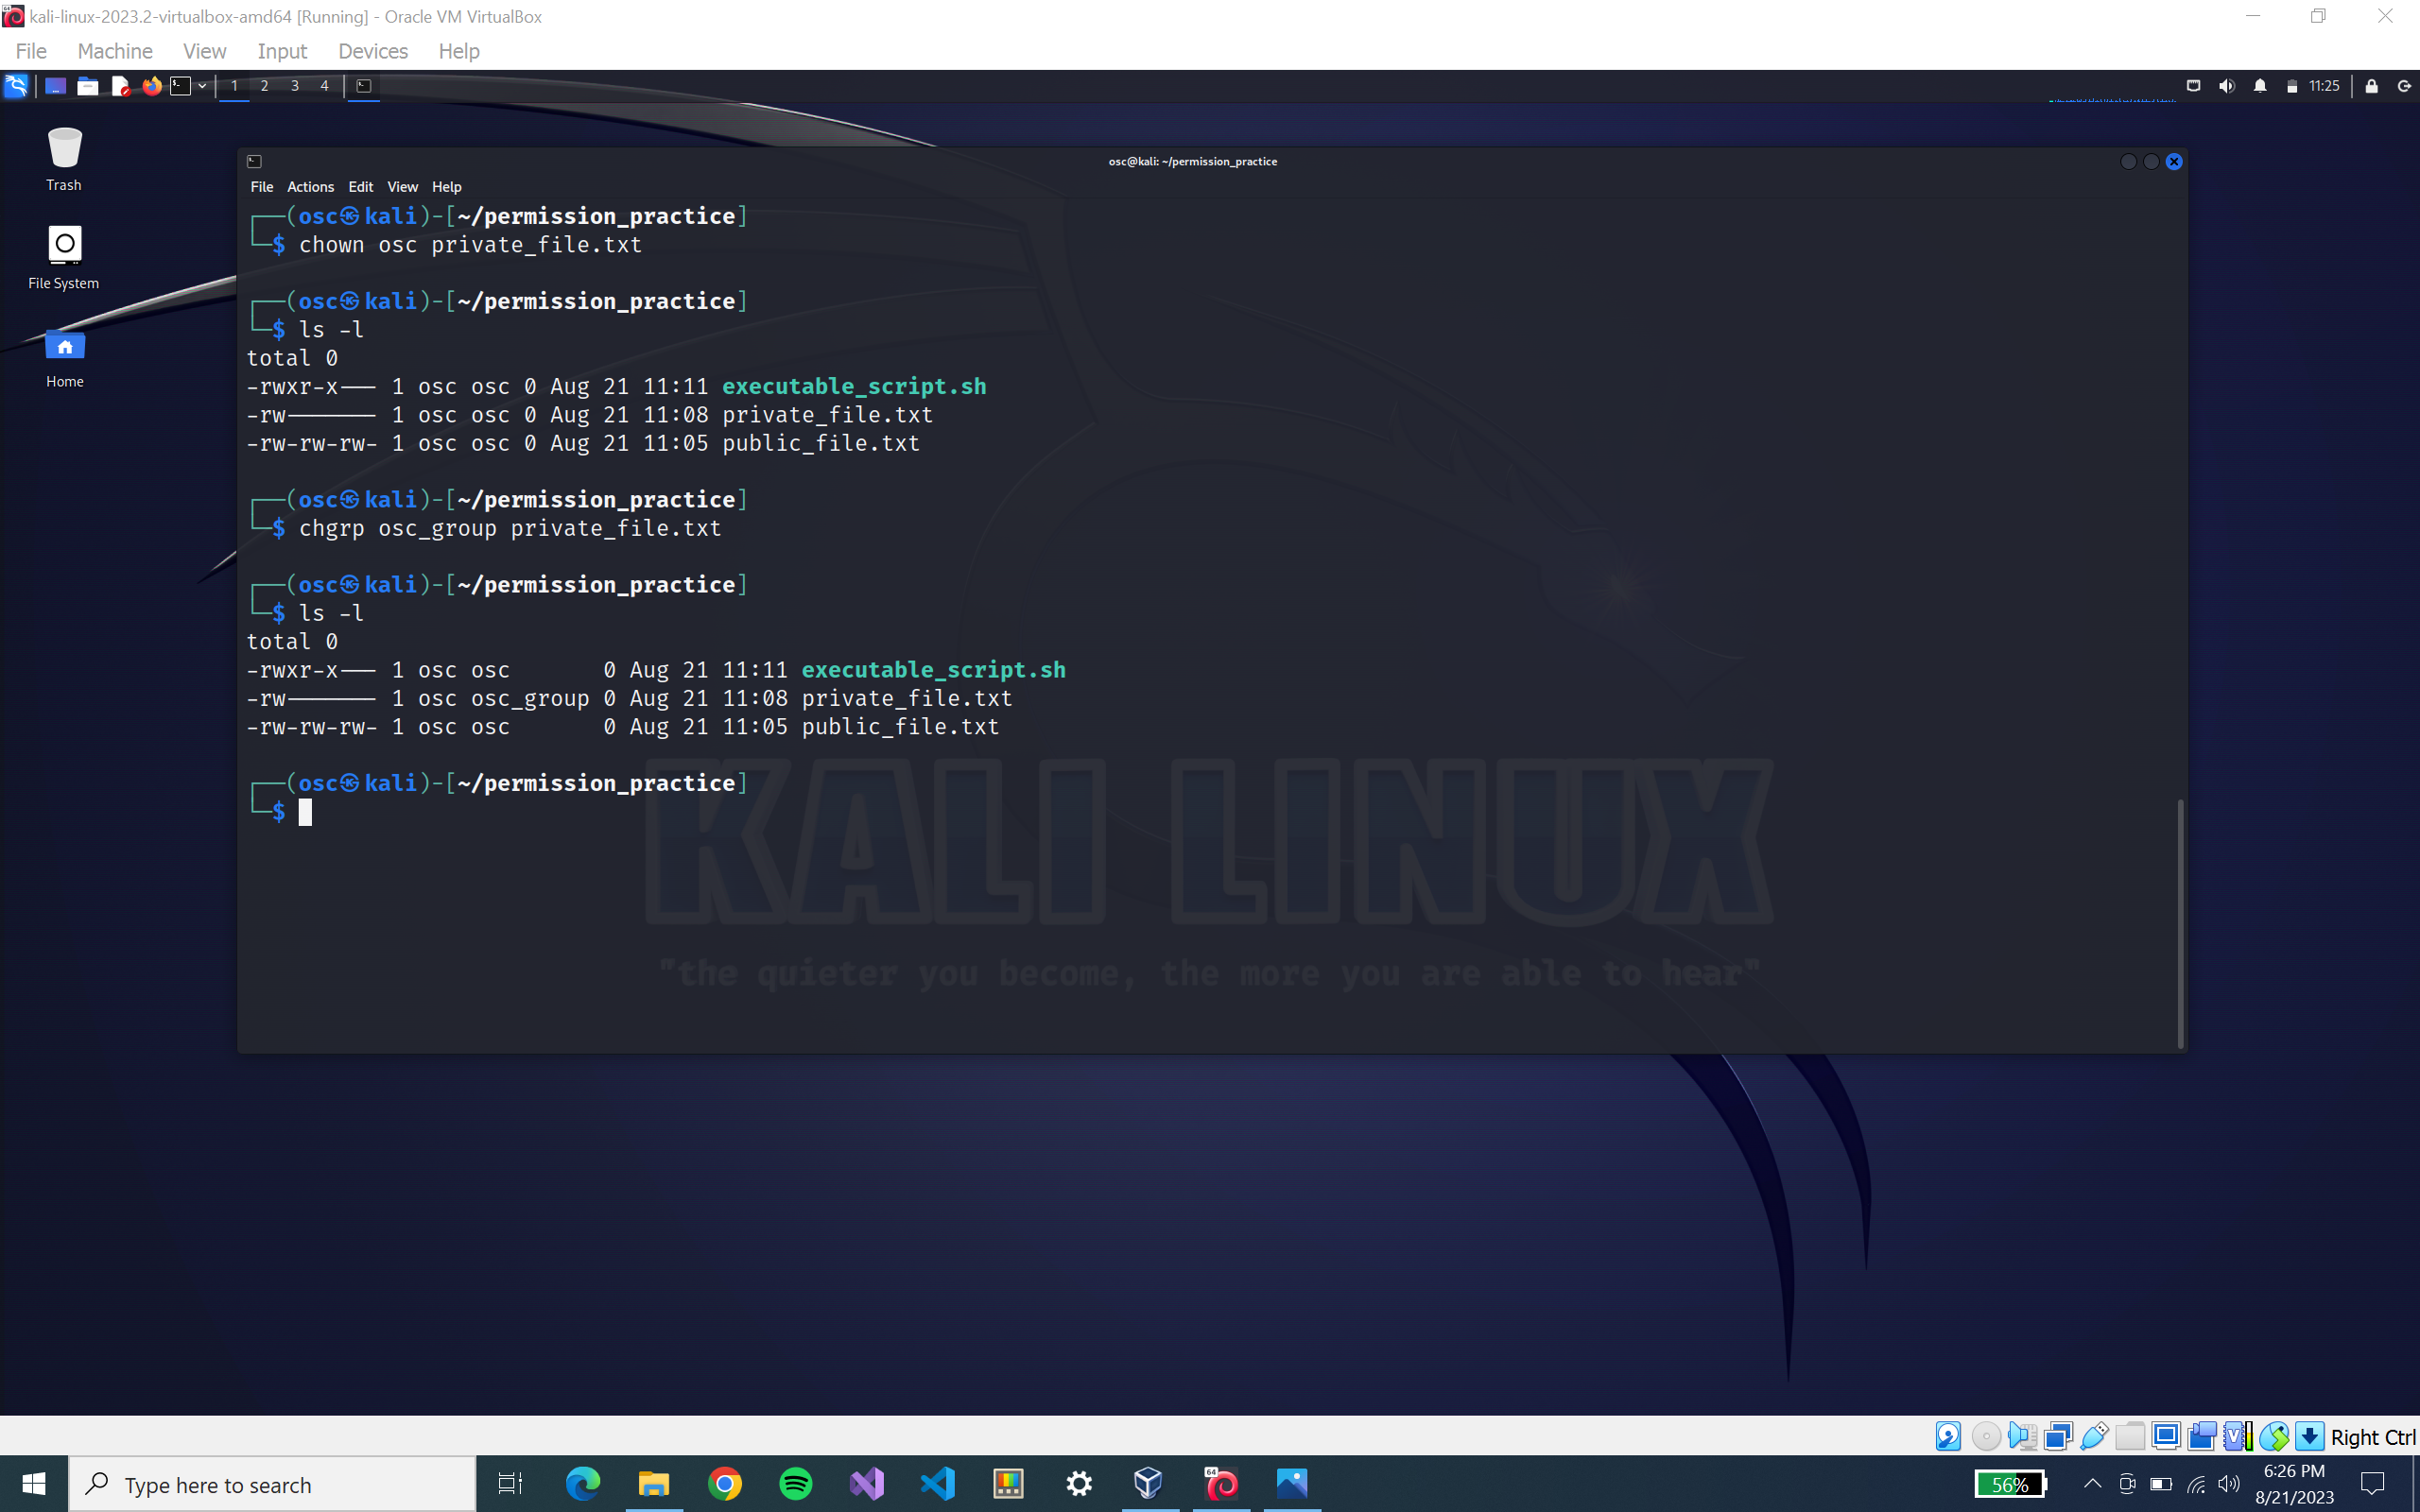 kali-linux-2023.2-virtualbox-amd64 [Running] - Oracle VM VirtualBox
File Machine View Input Devices Help
1 2 3 4
11:25
Trash
File System
Home
osc@kali: ~/permission_practice
File Actions Edit View Help
┌──(osc㉿kali)-[~/permission_practice]
└─$ chown osc private_file.txt
┌──(osc㉿kali)-[~/permission_practice]
└─$ ls -l
total 0
-rwxr-x--- 1 osc osc 0 Aug 21 11:11 executable_script.sh
-rw------- 1 osc osc 0 Aug 21 11:08 private_file.txt
-rw-rw-rw- 1 osc osc 0 Aug 21 11:05 public_file.txt
┌──(osc㉿kali)-[~/permission_practice]
└─$ chgrp osc_group private_file.txt
┌──(osc㉿kali)-[~/permission_practice]
└─$ ls -l
total 0
-rwxr-x--- 1 osc osc       0 Aug 21 11:11 executable_script.sh
-rw------- 1 osc osc_group 0 Aug 21 11:08 private_file.txt
-rw-rw-rw- 1 osc osc       0 Aug 21 11:05 public_file.txt
┌──(osc㉿kali)-[~/permission_practice]
└─$
KALI LINUX
"the quieter you become, the more you are able to hear"
Right Ctrl
Type here to search
64
56%
6:26 PM
8/21/2023